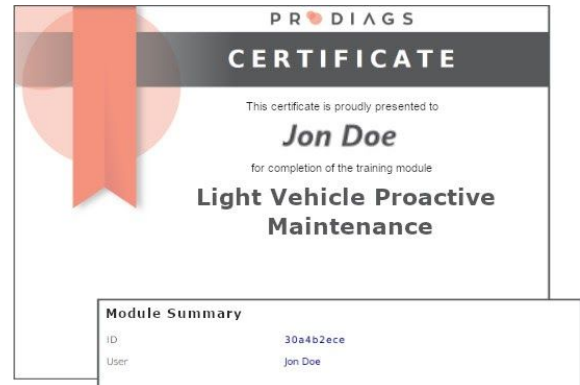 PRODIAGS
CERTIFICATE
This certificate is proudly presented to
Jon Doe
for completion of the training module
Light Vehicle Proactive
Maintenance
Module Summary
ID 30a4b2ece
User Jon Doe